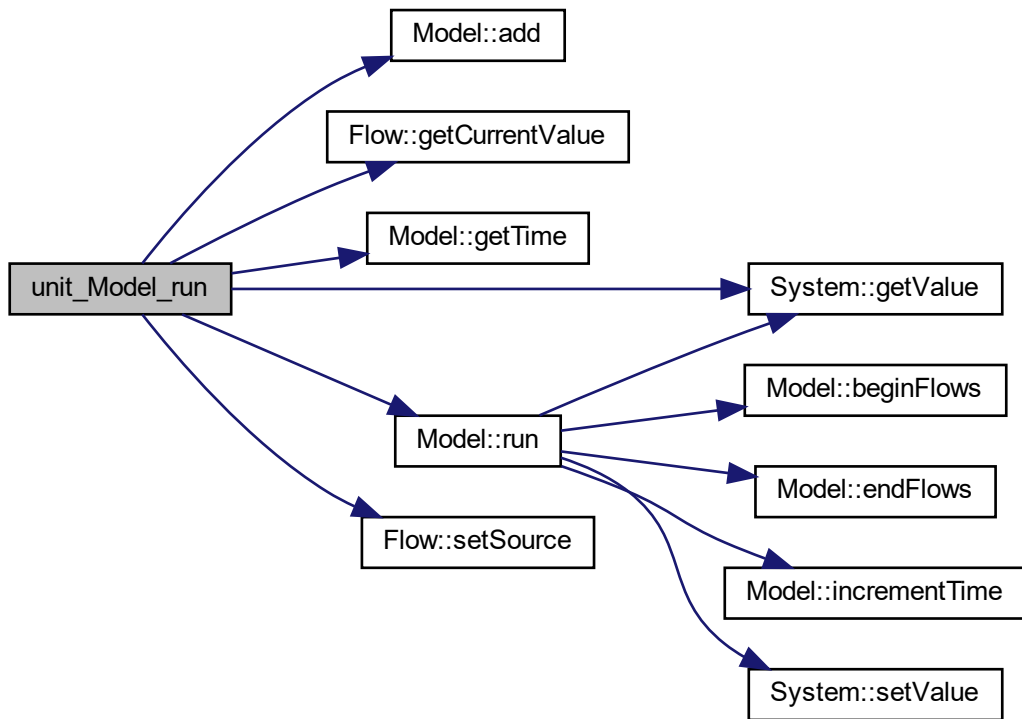 Model::add
Flow::getCurrentValue
Model::getTime
unit_Model_run
System::getValue
Model::beginFlows
Model::run
Model::endFlows
Flow::setSource
Model::incrementTime
System::setValue